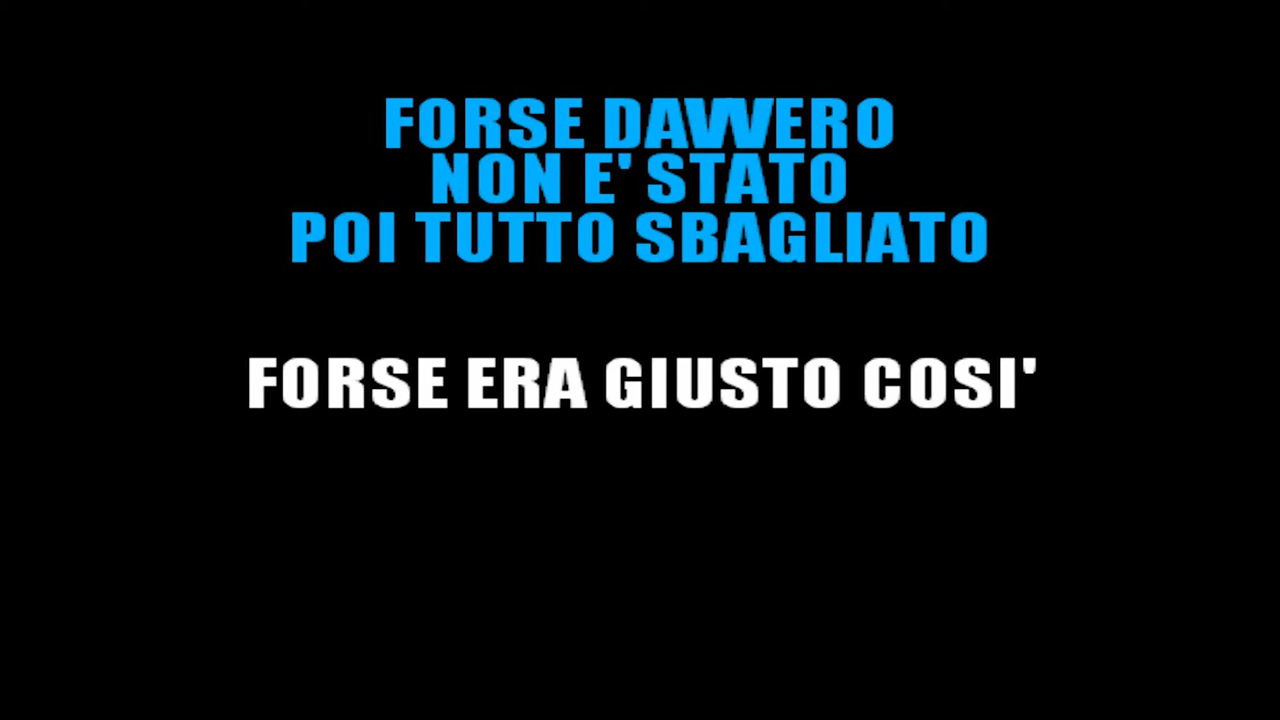 FORSE DAVVERO
NON E' STATO
POI TUTTO SBAGLIATO
FORSE ERA GIUSTO COSI'